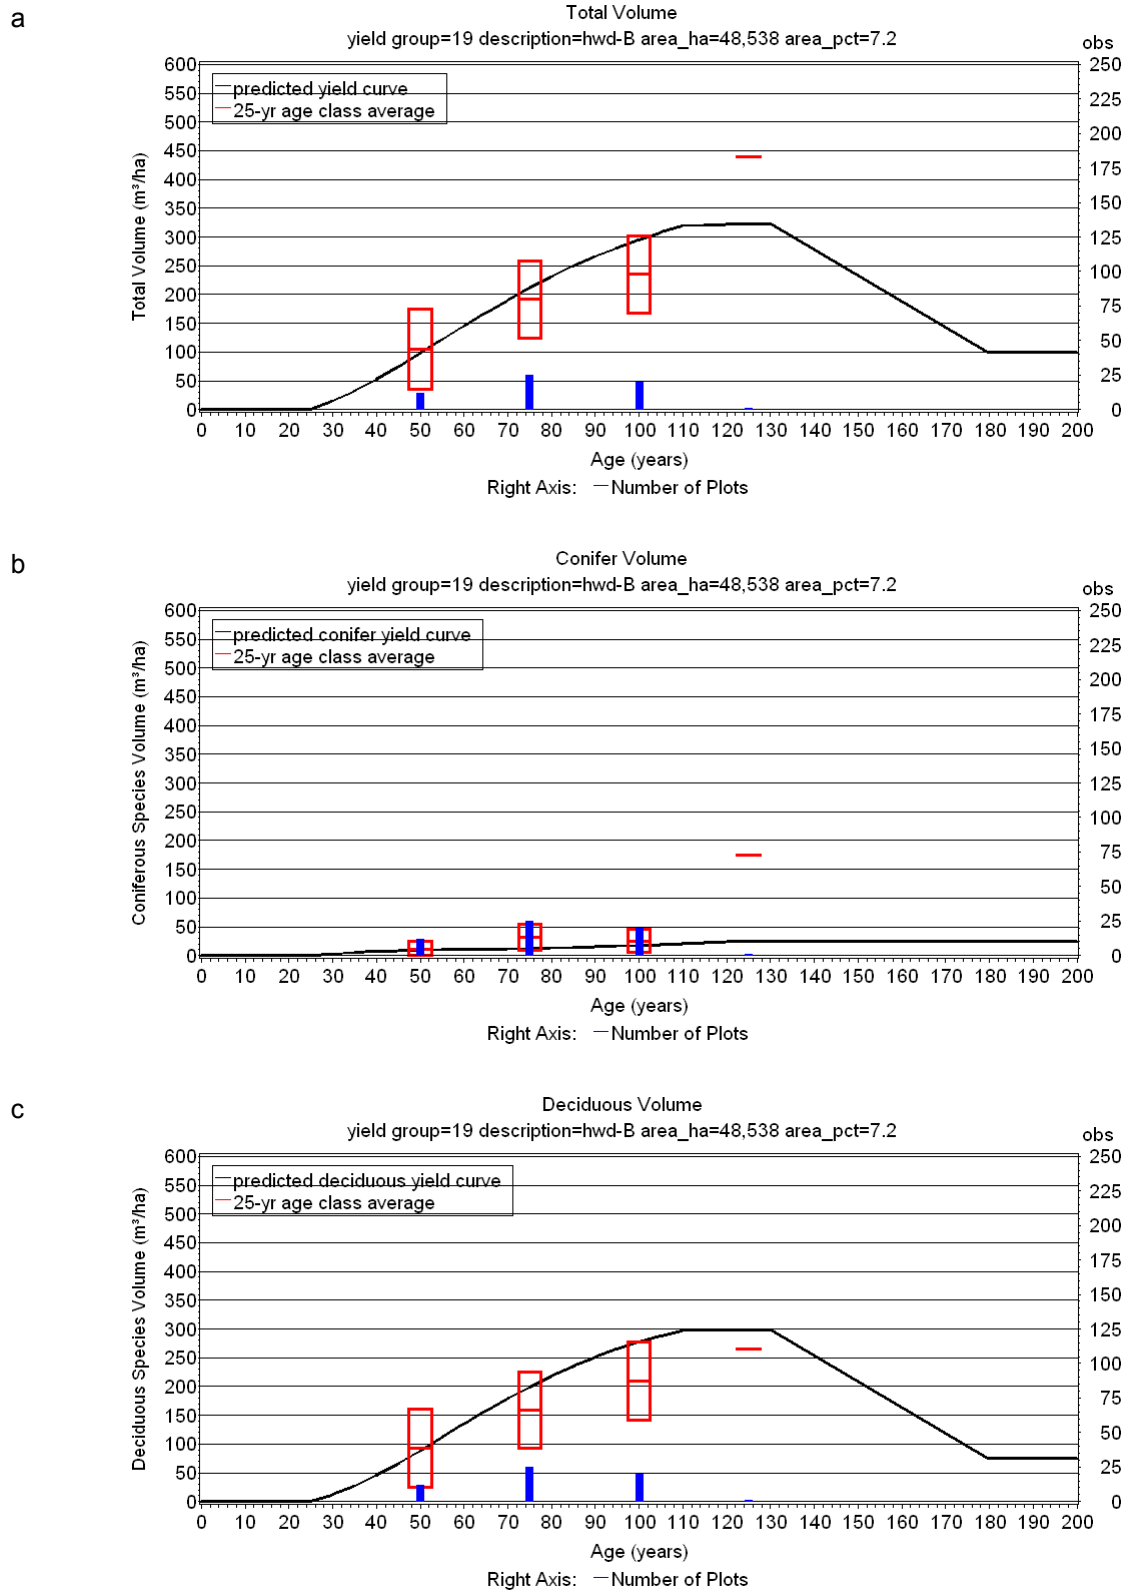 a
Total Volume
yield group=19 description=hwd-B area_ha=48,538 area_pct=7.2
obs
predicted yield curve
25-yr age class average
Total Volume (m³/ha)
600
550
500
450
400
350
300
250
200
150
100
50
0
250
225
200
175
150
125
100
75
50
25
0
0 10 20 30 40 50 60 70 80 90 100 110 120 130 140 150 160 170 180 190 200
Age (years)
Right Axis: Number of Plots
b
Conifer Volume
yield group=19 description=hwd-B area_ha=48,538 area_pct=7.2
obs
predicted conifer yield curve
25-yr age class average
Coniferous Species Volume (m³/ha)
600
550
500
450
400
350
300
250
200
150
100
50
0
250
225
200
175
150
125
100
75
50
25
0
0 10 20 30 40 50 60 70 80 90 100 110 120 130 140 150 160 170 180 190 200
Age (years)
Right Axis: Number of Plots
c
Deciduous Volume
yield group=19 description=hwd-B area_ha=48,538 area_pct=7.2
obs
predicted deciduous yield curve
25-yr age class average
Deciduous Species Volume (m³/ha)
600
550
500
450
400
350
300
250
200
150
100
50
0
250
225
200
175
150
125
100
75
50
25
0
0 10 20 30 40 50 60 70 80 90 100 110 120 130 140 150 160 170 180 190 200
Age (years)
Right Axis: Number of Plots